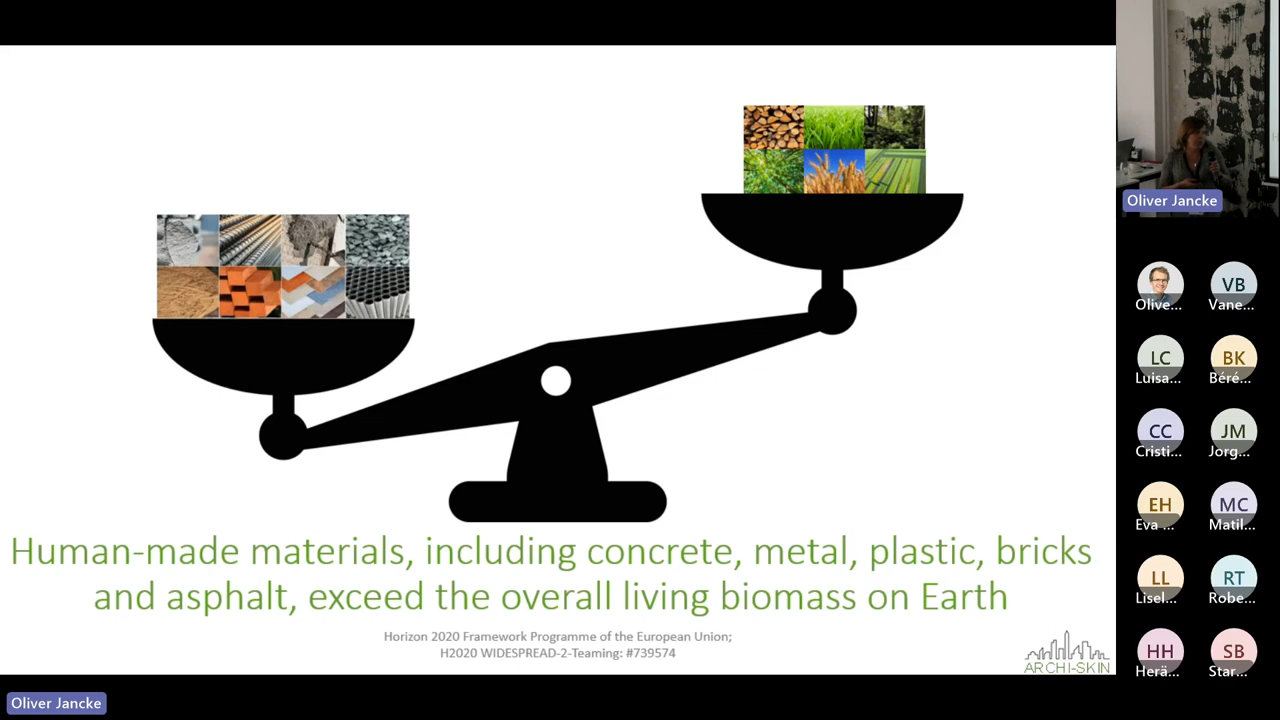 Human-made materials, including concrete, metal, plastic, bricks
and asphalt, exceed the overall living biomass on Earth
Horizon 2020 Framework Programme of the European Union;
H2020 WIDESPREAD-2-Teaming: #739574
ARCHI-SKIN
Oliver Jancke
Olive...
VB
Vane...
LC
Luisa...
BK
Béré...
CC
Cristi...
JM
Jorg...
EH
Eva ...
MC
Matil...
LL
Lisel...
RT
Robe...
HH
Herä...
SB
Star...
Oliver Jancke